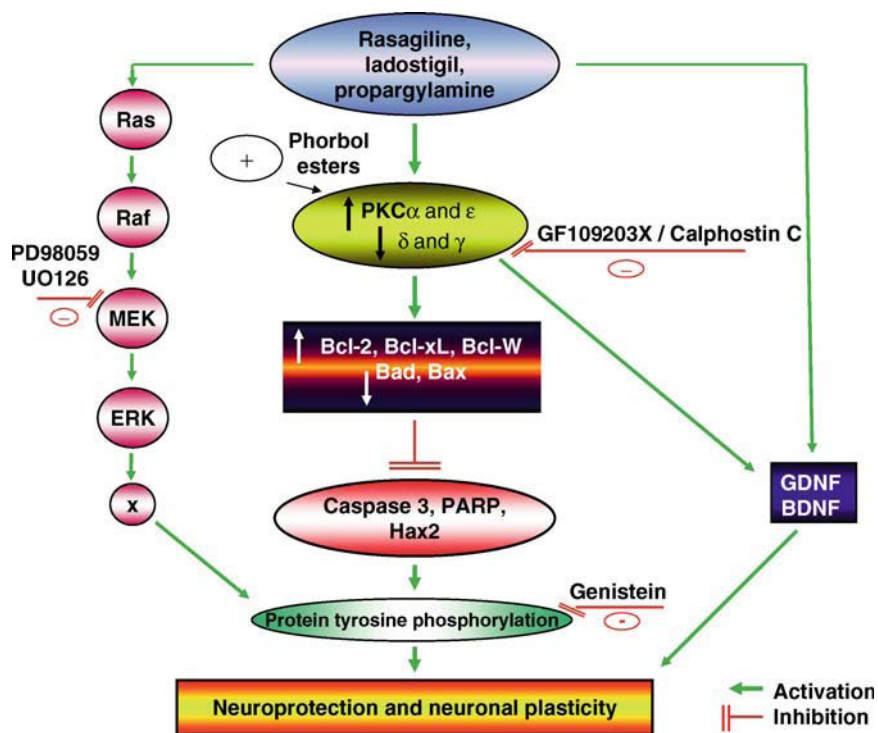 Rasagiline,
ladostigil,
propargylamine
Ras
+
Phorbol
esters
Raf
PKCα and ε
δ and γ
GF109203X / Calphostin C
−
PD98059
UO126
−
MEK
Bcl-2, Bcl-xL, Bcl-W
Bad, Bax
ERK
x
Caspase 3, PARP,
Hax2
GDNF
BDNF
Genistein
-
Protein tyrosine phosphorylation
Neuroprotection and neuronal plasticity
Activation
Inhibition